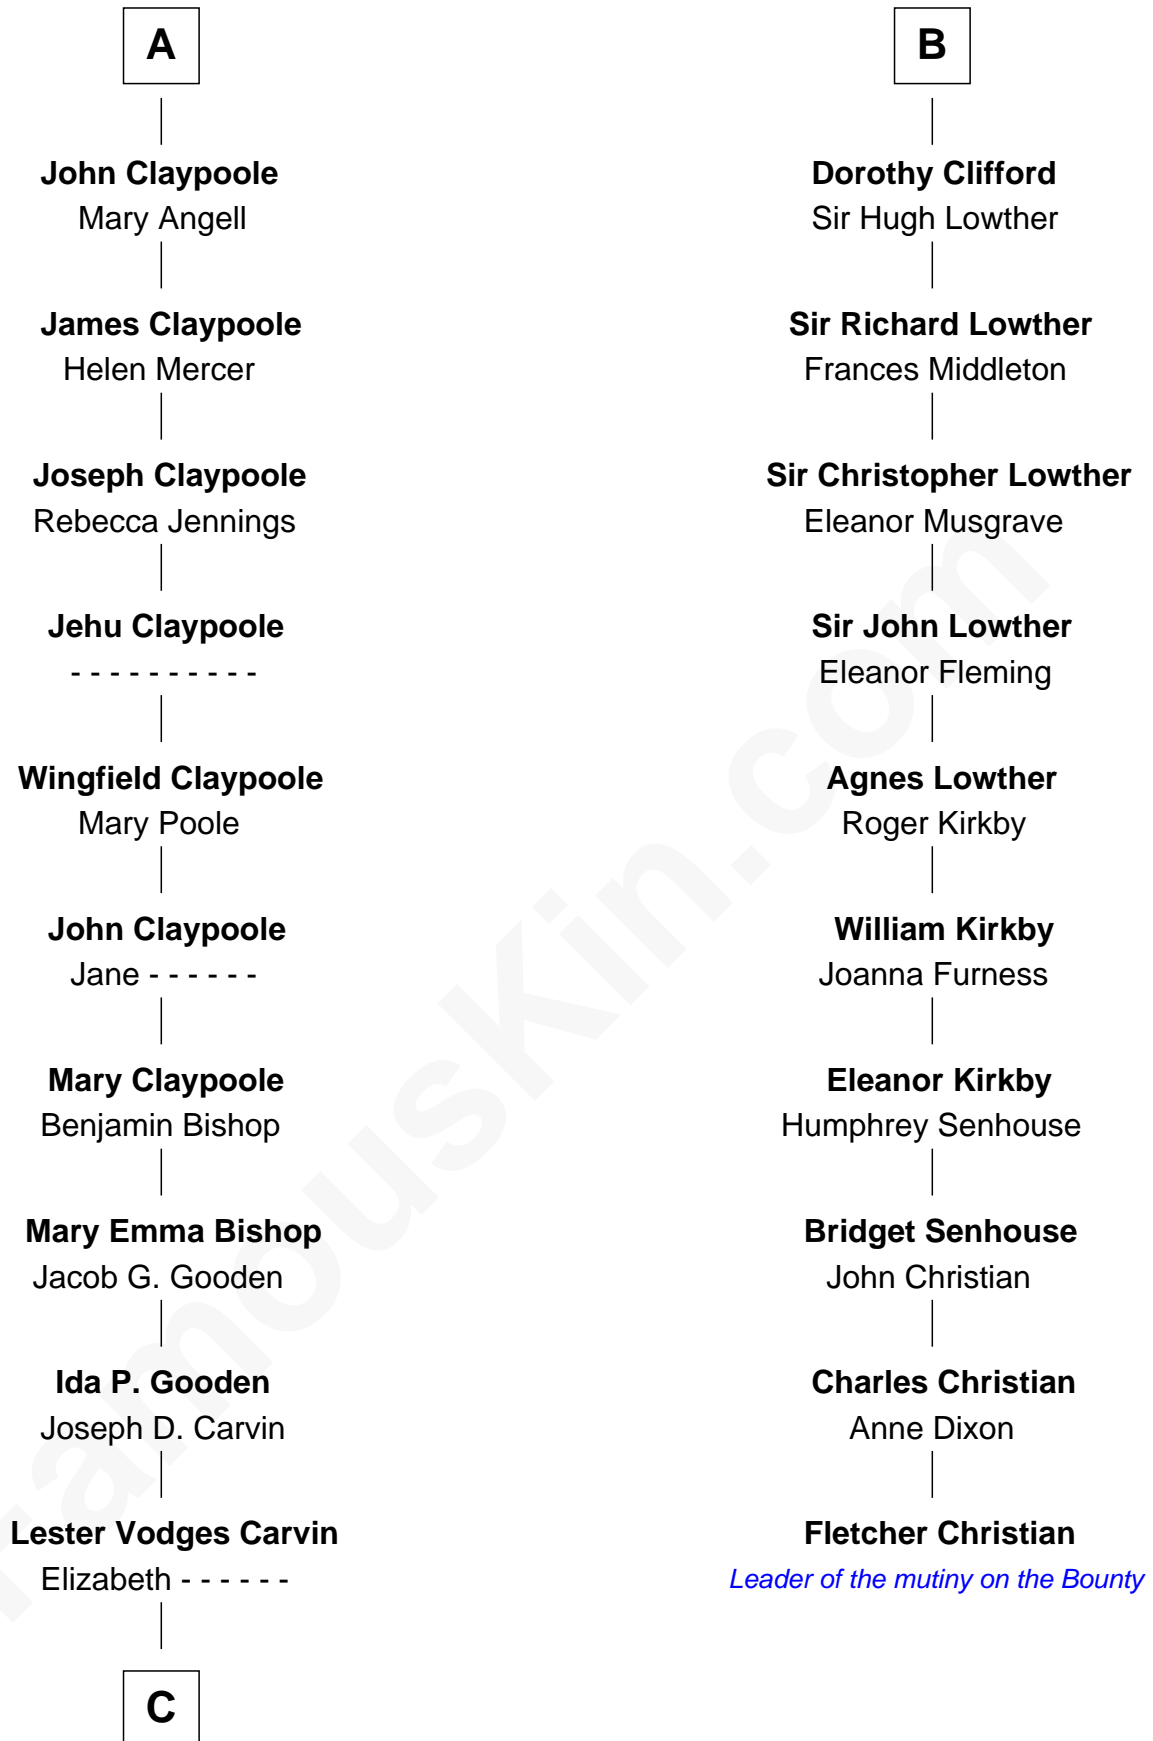 A
John Claypoole
Mary Angell
James Claypoole
Helen Mercer
Joseph Claypoole
Rebecca Jennings
Jehu Claypoole
- - - - - - - - - -
Wingfield Claypoole
Mary Poole
John Claypoole
Jane - - - - - -
Mary Claypoole
Benjamin Bishop
Mary Emma Bishop
Jacob G. Gooden
Ida P. Gooden
Joseph D. Carvin
Lester Vodges Carvin
Elizabeth - - - - - -
C
B
Dorothy Clifford
Sir Hugh Lowther
Sir Richard Lowther
Frances Middleton
Sir Christopher Lowther
Eleanor Musgrave
Sir John Lowther
Eleanor Fleming
Agnes Lowther
Roger Kirkby
William Kirkby
Joanna Furness
Eleanor Kirkby
Humphrey Senhouse
Bridget Senhouse
John Christian
Charles Christian
Anne Dixon
Fletcher Christian
Leader of the mutiny on the Bounty
FamousKin.com